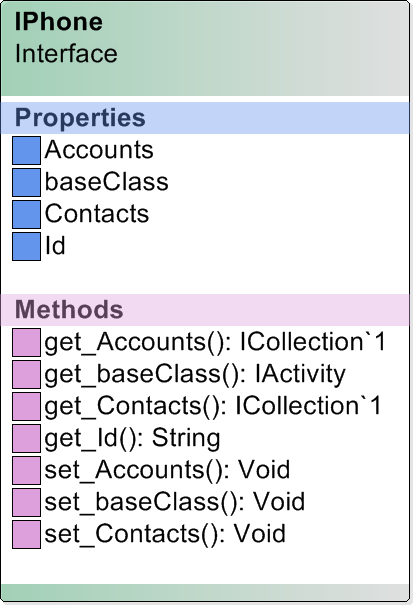 IPhone
Interface
Properties
Accounts
baseClass
Contacts
Id
Methods
get_Accounts(): ICollection`1
get_baseClass(): IActivity
get_Contacts(): ICollection`1
get_Id(): String
set_Accounts(): Void
set_baseClass(): Void
set_Contacts(): Void